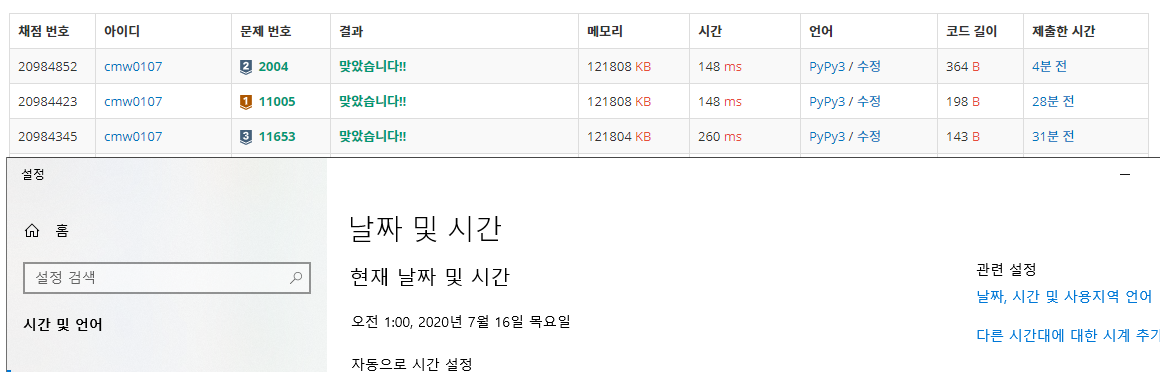 채점 번호 아이디 문제 번호 결과 메모리 시간 언어 코드 길이 제출한 시간
20984852 cmw0107 2 2004 맞았습니다!! 121808 KB 148 ms PyPy3 / 수정 364 B 4분 전
20984423 cmw0107 1 11005 맞았습니다!! 121808 KB 148 ms PyPy3 / 수정 198 B 28분 전
20984345 cmw0107 3 11653 맞았습니다!! 121804 KB 260 ms PyPy3 / 수정 143 B 31분 전
설정
홈
설정 검색
시간 및 언어
날짜 및 시간
현재 날짜 및 시간
오전 1:00, 2020년 7월 16일 목요일
자동으로 시간 설정
관련 설정
날짜, 시간 및 사용지역 언어
다른 시간대에 대한 시계 추가